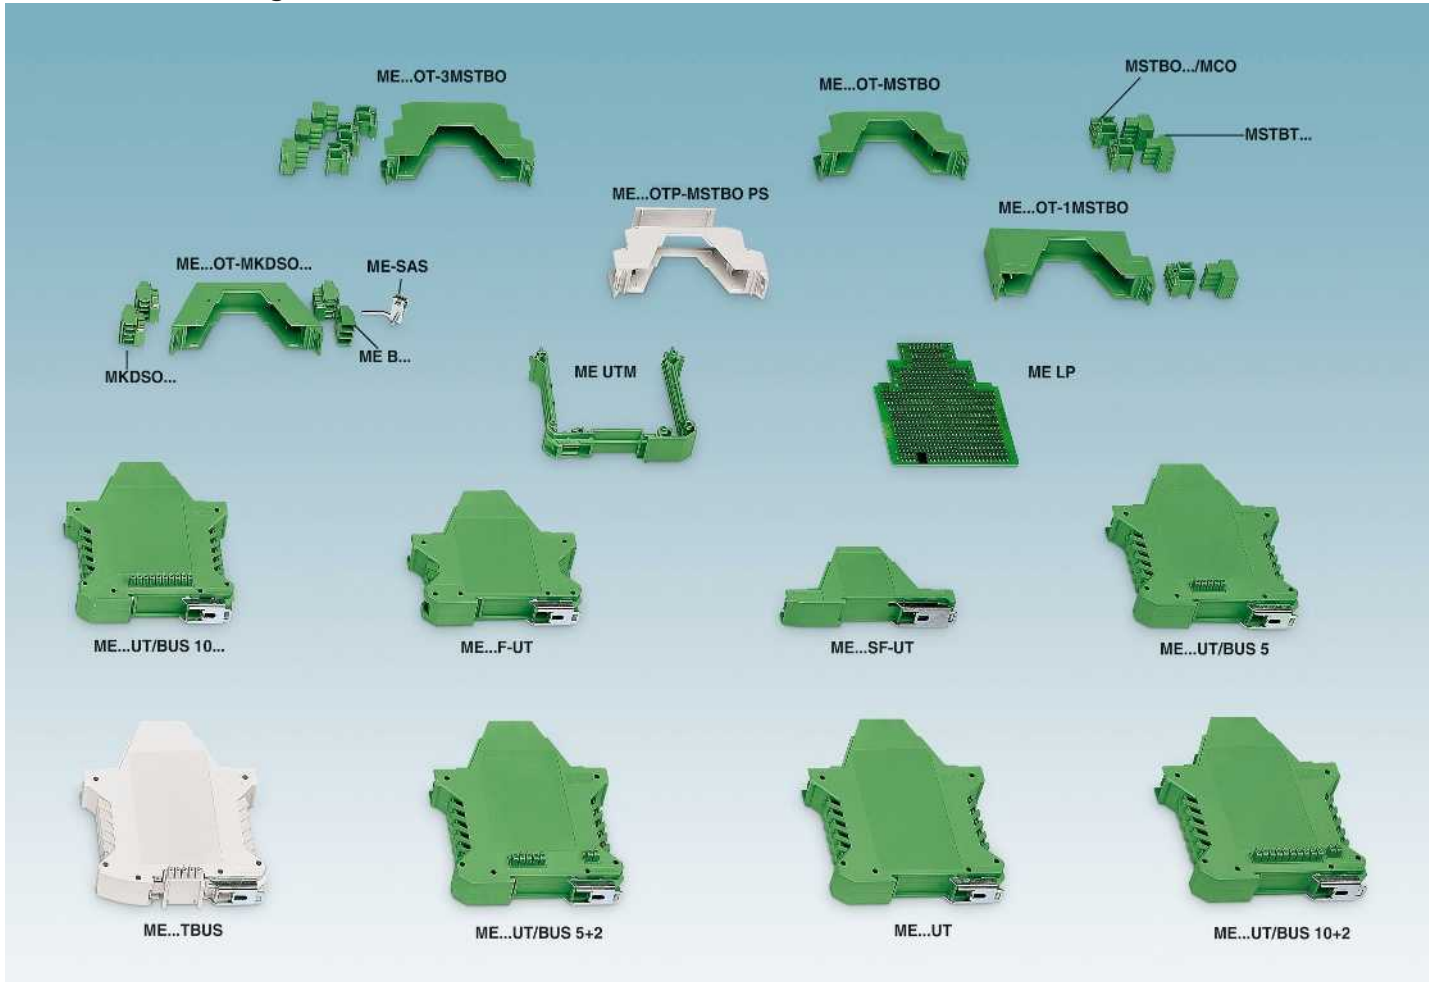 ME...OT-3MSTBO
ME...OT-MSTBO
MSTBO.../MCO
MSTBT...
ME...OTP-MSTBO PS
ME...OT-1MSTBO
ME...OT-MKDSO...
ME-SAS
ME B...
MKDSO...
ME UTM
ME LP
ME...UT/BUS 10...
ME...F-UT
ME...SF-UT
ME...UT/BUS 5
ME...TBUS
ME...UT/BUS 5+2
ME...UT
ME...UT/BUS 10+2